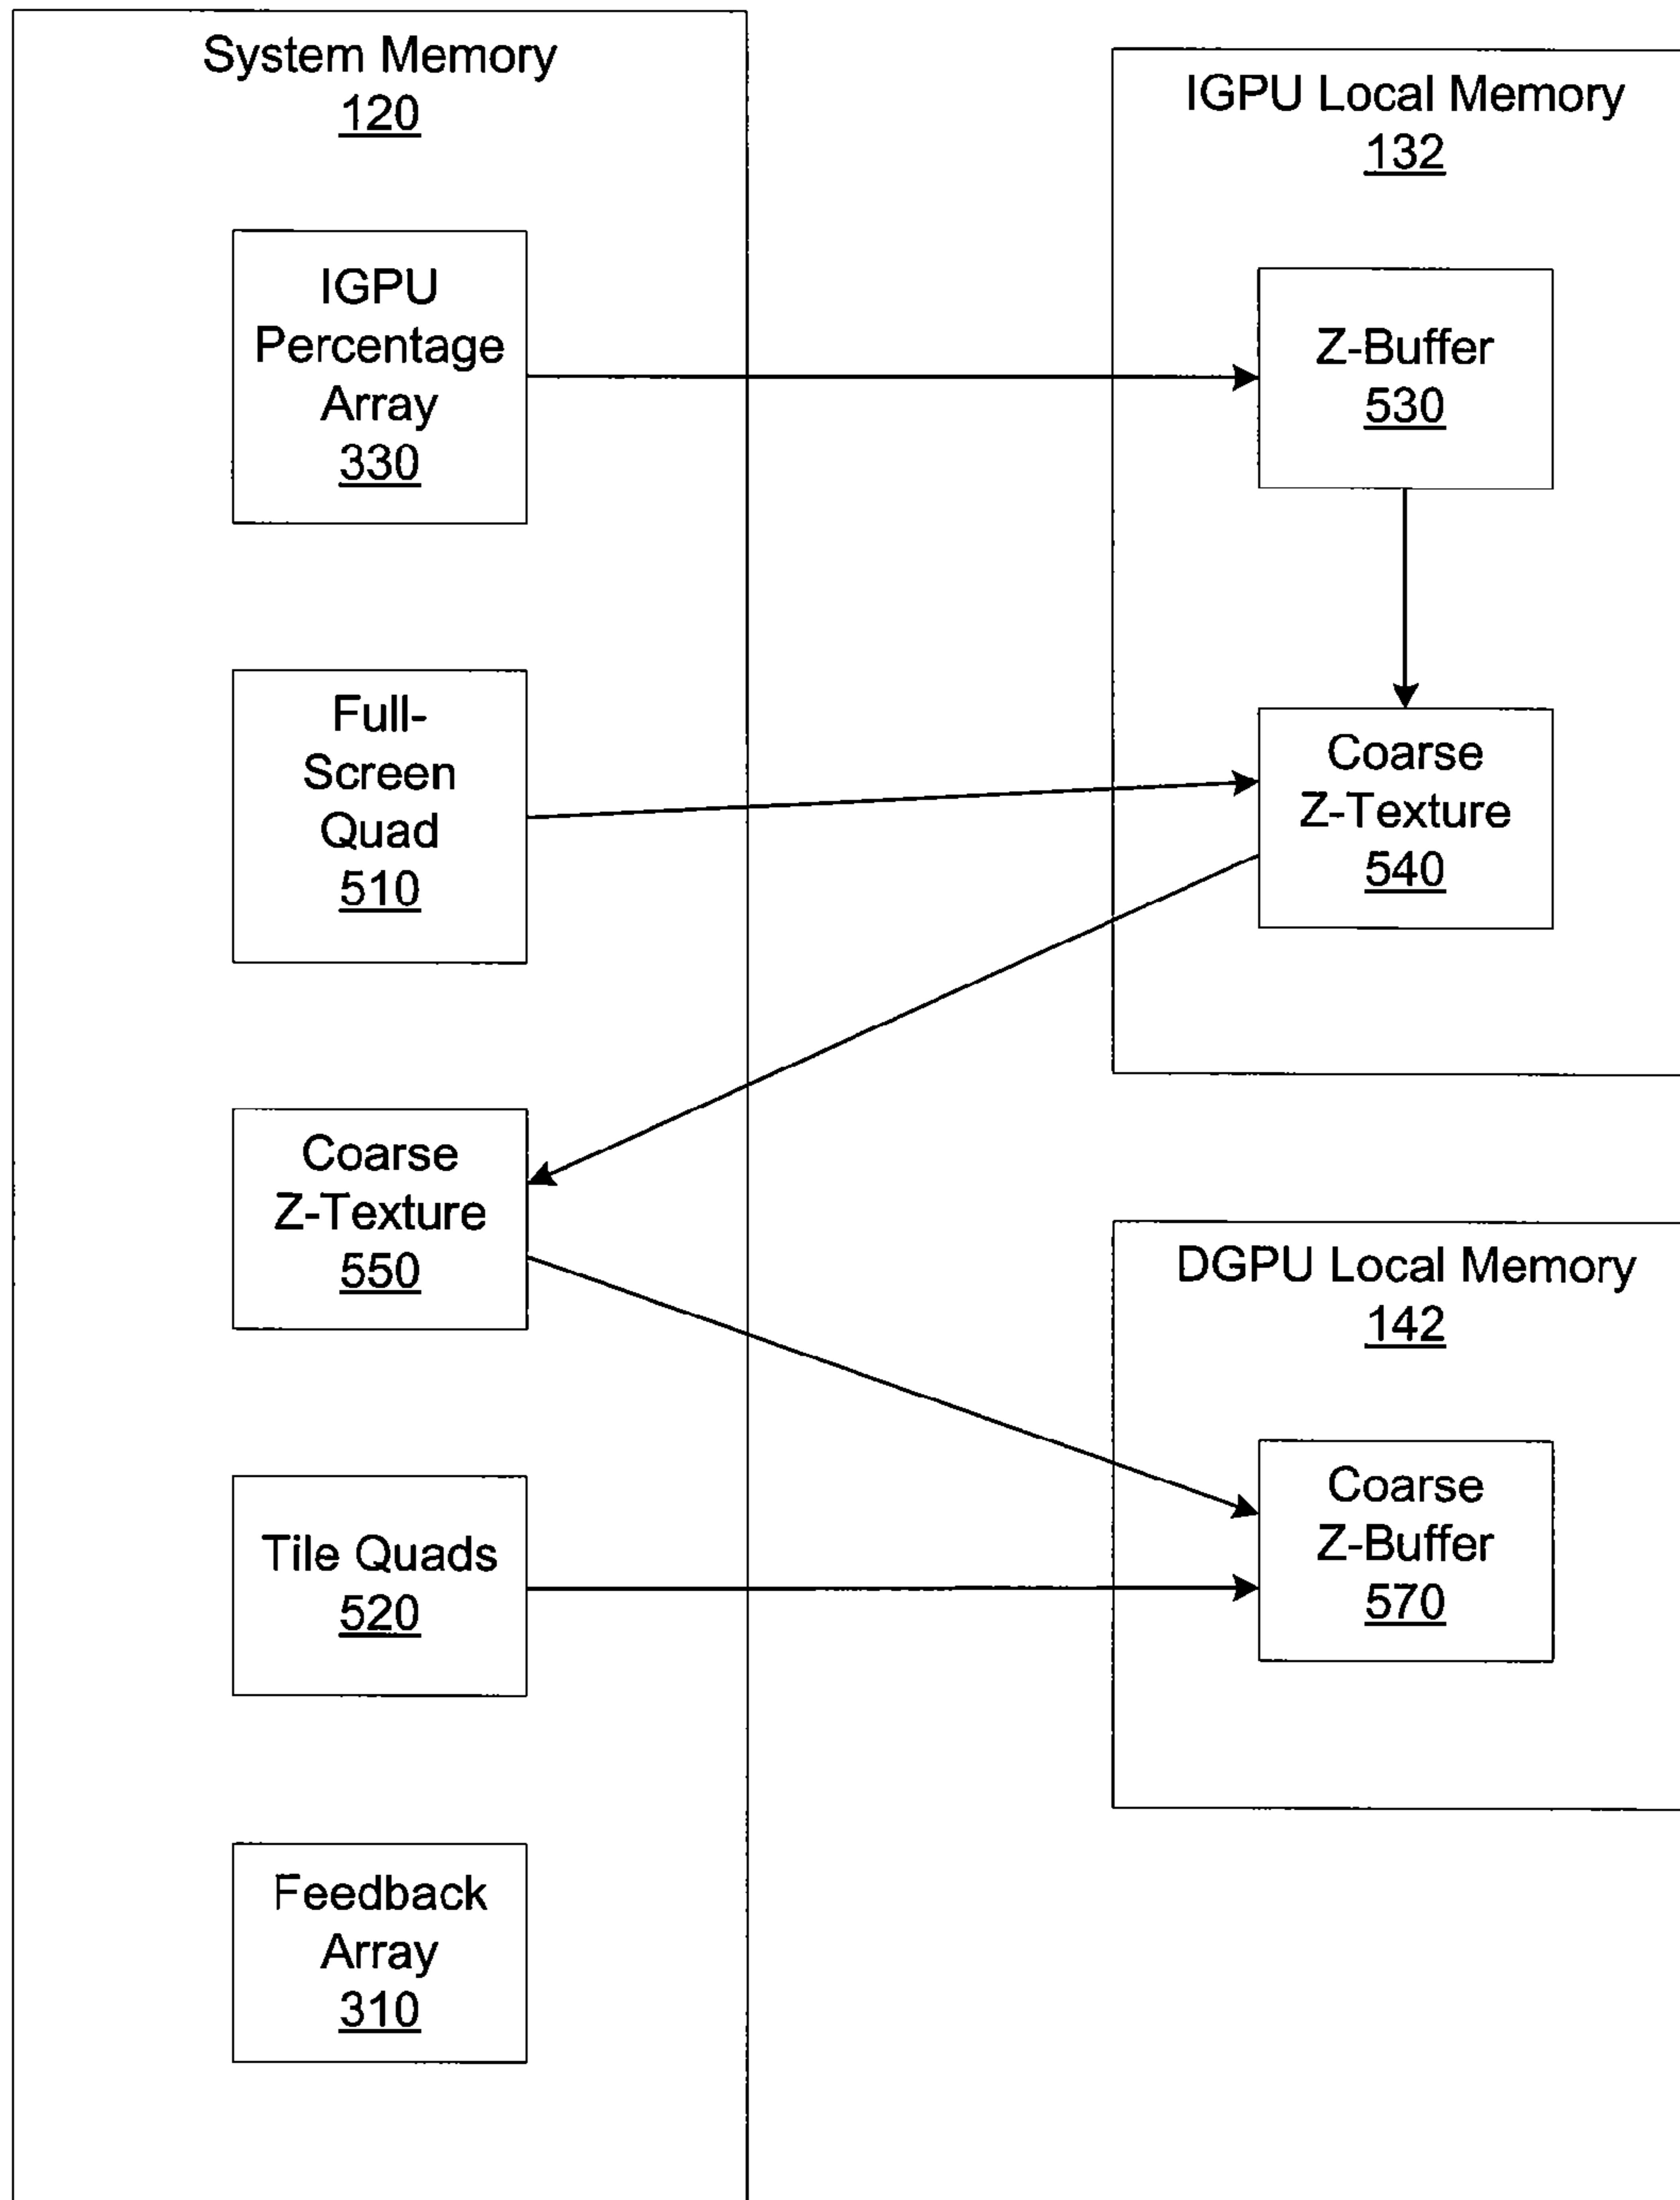 System Memory
120
IGPU
Percentage
Array
330
Full-
Screen
Quad
510
Coarse
Z-Texture
550
Tile Quads
520
Feedback
Array
310
IGPU Local Memory
132
Z-Buffer
530
Coarse
Z-Texture
540
DGPU Local Memory
142
Coarse
Z-Buffer
570